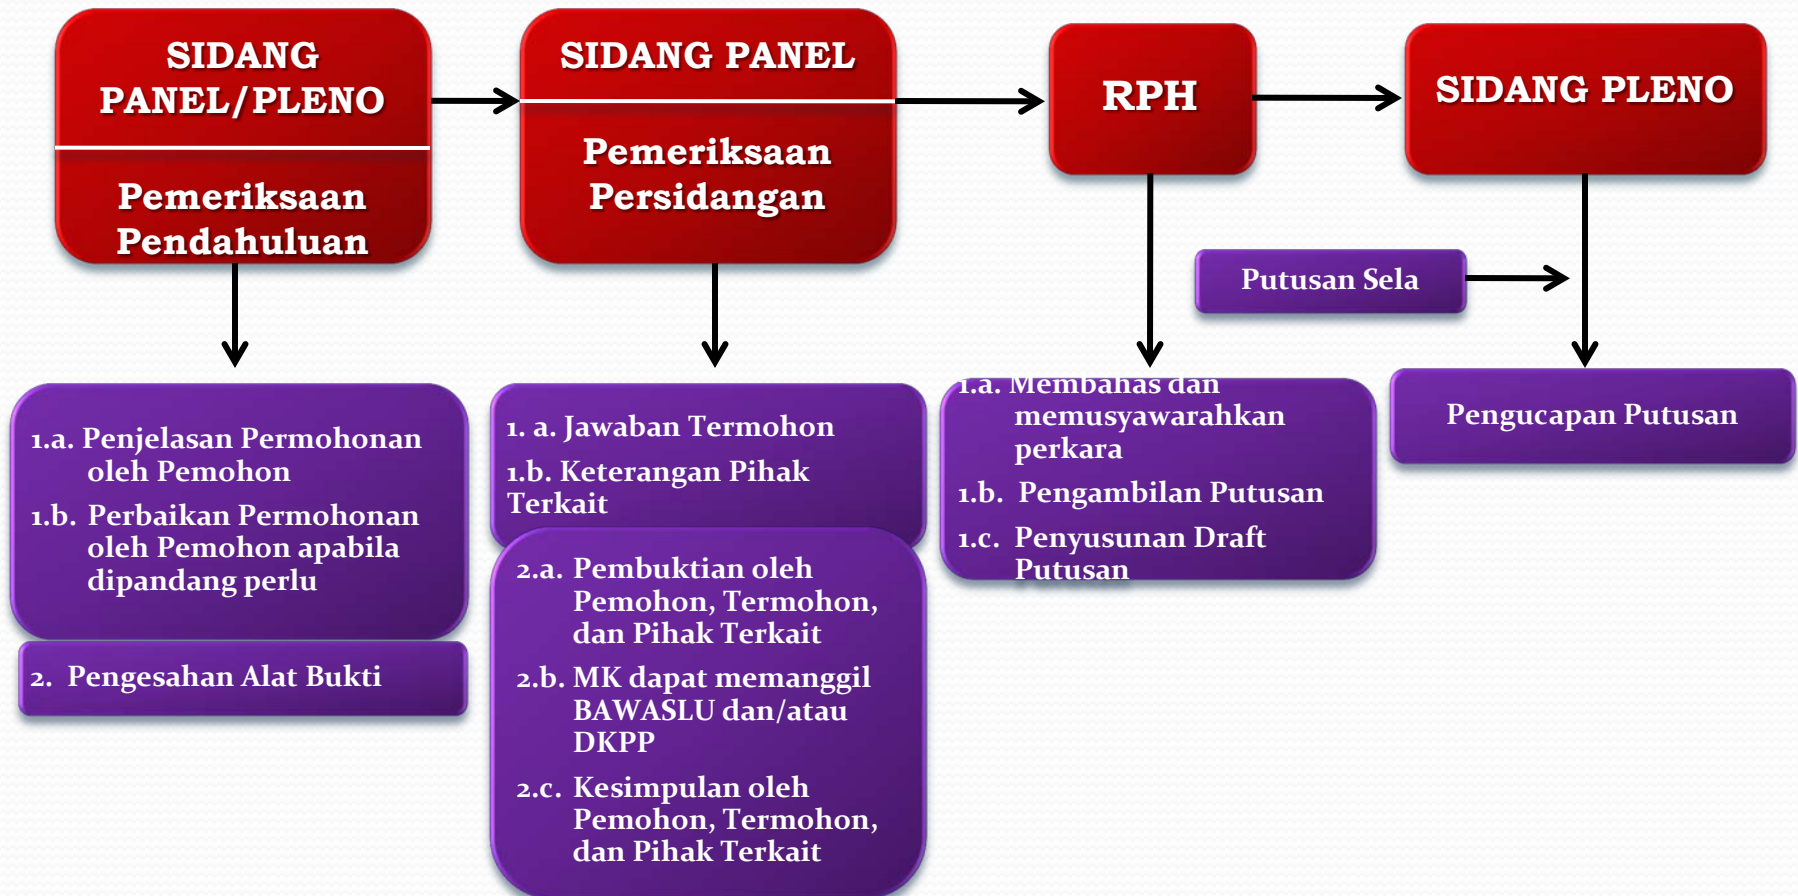 SIDANG
PANEL/PLENO
Pemeriksaan
Pendahuluan
SIDANG PANEL
Pemeriksaan
Persidangan
RPH
SIDANG PLENO
Putusan Sela
1.a. Penjelasan Permohonan
oleh Pemohon
1.b. Perbaikan Permohonan
oleh Pemohon apabila
dipandang perlu
2. Pengesahan Alat Bukti
1. a. Jawaban Termohon
1.b. Keterangan Pihak
Terkait
2.a. Pembuktian oleh
Pemohon, Termohon,
dan Pihak Terkait
2.b. MK dapat memanggil
BAWASLU dan/atau
DKPP
2.c. Kesimpulan oleh
Pemohon, Termohon,
dan Pihak Terkait
1.a. Membahas dan
memusyawarahkan
perkara
1.b. Pengambilan Putusan
1.c. Penyusunan Draft
Putusan
Pengucapan Putusan